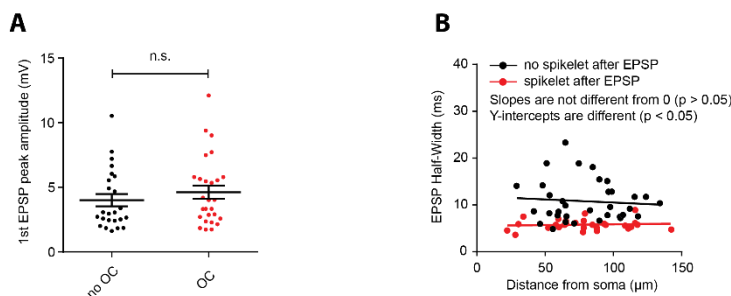 A
n.s.
1st EPSP peak amplitude (mV)
15
10
5
0
no OC
OC
B
no spikelet after EPSP
spikelet after EPSP
Slopes are not different from 0 (p > 0.05)
Y-intercepts are different (p < 0.05)
EPSP Half-Width
(ms)
40
30
20
10
0
0
50
100
150
Distance from soma (µm)